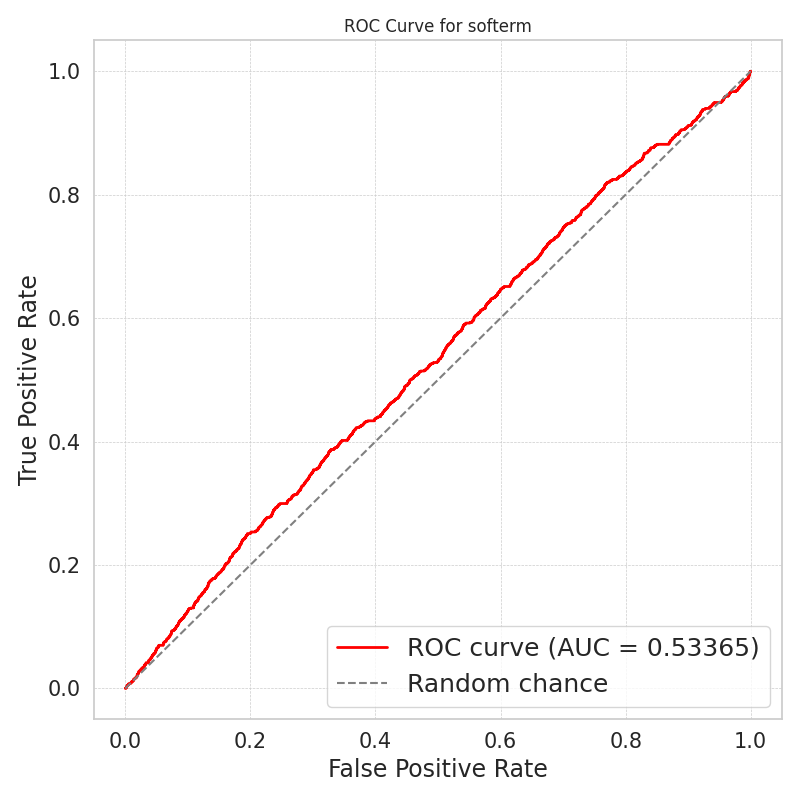 ROC Curve for softerm
True Positive Rate
1.0
0.8
0.6
0.4
0.2
0.0
ROC curve (AUC = 0.53365)
Random chance
0.0 0.2 0.4 0.6 0.8 1.0
False Positive Rate